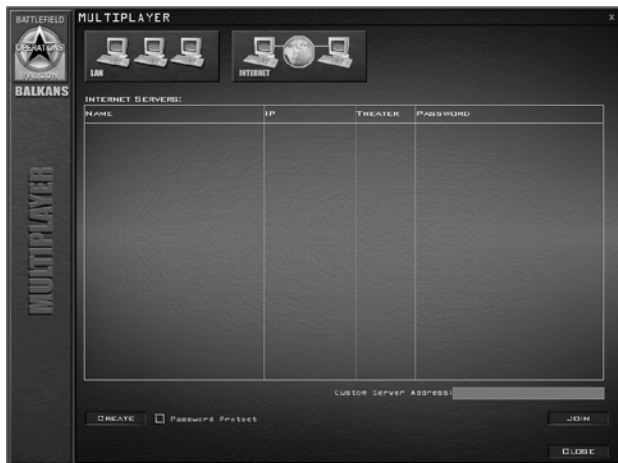 BATTLEFIELD
OPERATIONS
FALCON
BALKANS
MULTIPLAYER
MULTIPLAYER
x
LAN
INTERNET
INTERNET SERVERS:
NAME IP THEATER PASSWORD
Custom Server Address:
CREATE Password Protect JOIN
CLOSE